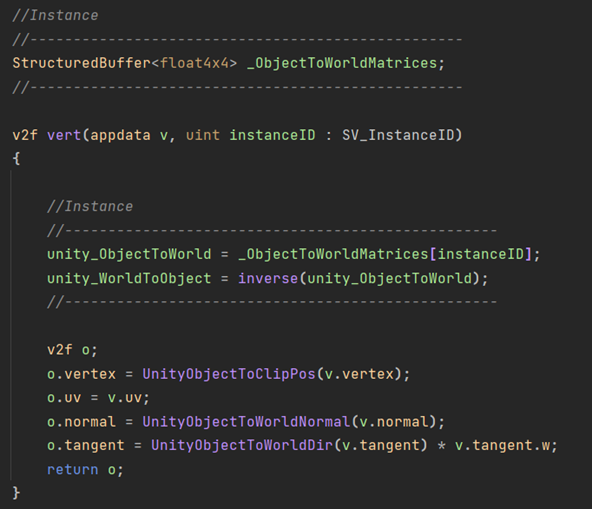 //Instance
//--------------------------------------------------
StructuredBuffer<float4x4> _ObjectToWorldMatrices;
//--------------------------------------------------
v2f vert(appdata v, uint instanceID : SV_InstanceID)
{
//Instance
//--------------------------------------------------
unity_ObjectToWorld = _ObjectToWorldMatrices[instanceID];
unity_WorldToObject = inverse(unity_ObjectToWorld);
//--------------------------------------------------
v2f o;
o.vertex = UnityObjectToClipPos(v.vertex);
o.uv = v.uv;
o.normal = UnityObjectToWorldNormal(v.normal);
o.tangent = UnityObjectToWorldDir(v.tangent) * v.tangent.w;
return o;
}